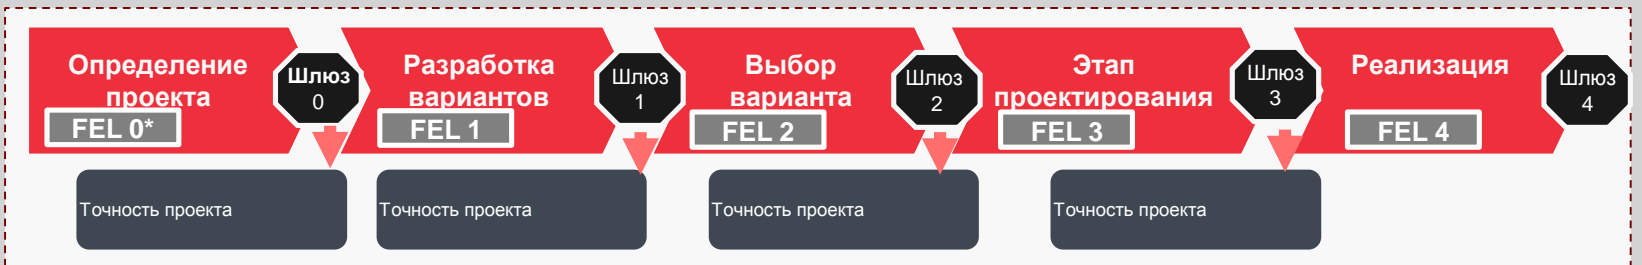 Определение
проекта
FEL 0*
Шлюз
0
Разработка
вариантов
FEL 1
Шлюз
1
Выбор
варианта
FEL 2
Шлюз
2
Этап
проектирования
FEL 3
Шлюз
3
Реализация
FEL 4
Шлюз
4
Точность проекта
Точность проекта
Точность проекта
Точность проекта